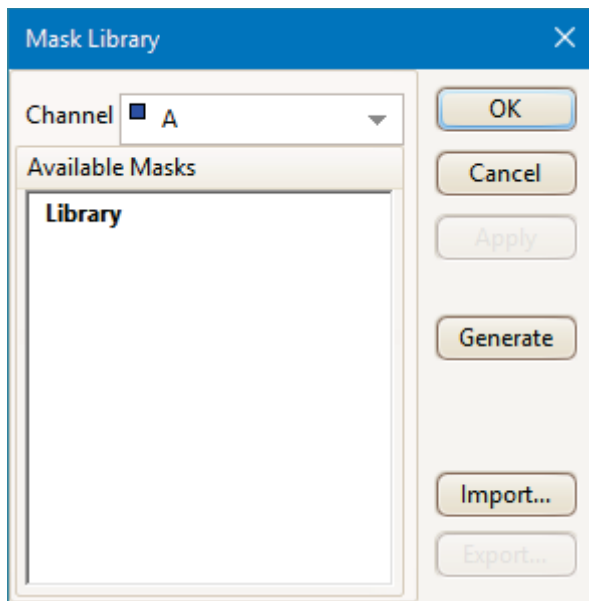 Mask Library
Channel A
OK
Available Masks
Cancel
Library
Apply
Generate
Import...
Export...